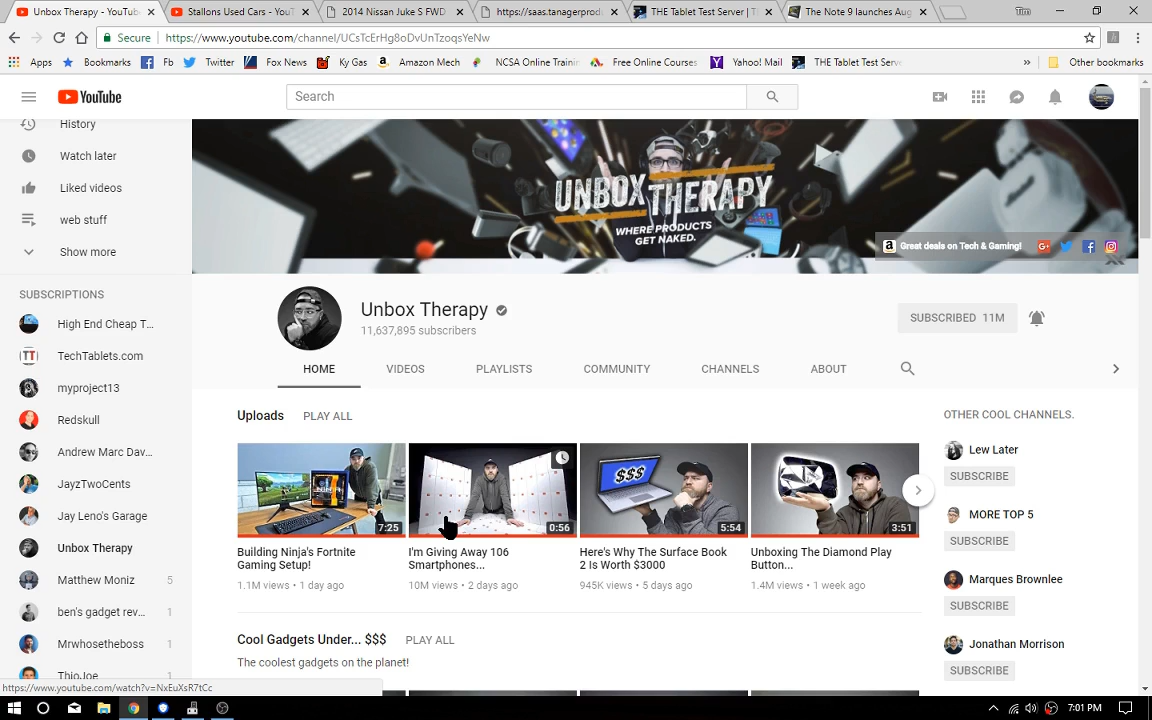 Unbox Therapy - YouTube
Stallons Used Cars - YouT
2014 Nissan Juke S FWD
https://saas.tanagerprod
THE Tablet Test Server | T
The Note 9 launches Aug
Tim
Secure
https://www.youtube.com/channel/UCsTcErHg8oDvUnTzoqsYeNw
Apps
Bookmarks
Fb
Twitter
Fox News
Ky Gas
Amazon Mech
NCSA Online Trainin
Free Online Courses
Yahoo! Mail
THE Tablet Test Serve
»
Other bookmarks
YouTube
Search
History
Watch later
Liked videos
web stuff
Show more
SUBSCRIPTIONS
High End Cheap T...
TechTablets.com
myproject13
Redskull
Andrew Marc Dav...
JayzTwoCents
Jay Leno's Garage
Unbox Therapy
Matthew Moniz 5
ben's gadget rev... 1
Mrwhosetheboss 1
ThioJoe
UNBOX THERAPY
WHERE PRODUCTS
GET NAKED.
Great deals on Tech & Gaming!
Unbox Therapy
11,637,895 subscribers
SUBSCRIBED 11M
HOME VIDEOS PLAYLISTS COMMUNITY CHANNELS ABOUT
Uploads PLAY ALL
7:25
Building Ninja's Fortnite
Gaming Setup!
1.1M views • 1 day ago
0:56
I'm Giving Away 106
Smartphones...
10M views • 2 days ago
$$$
5:54
Here's Why The Surface Book
2 Is Worth $3000
945K views • 5 days ago
3:51
Unboxing The Diamond Play
Button...
1.4M views • 1 week ago
Cool Gadgets Under... $$$ PLAY ALL
The coolest gadgets on the planet!
OTHER COOL CHANNELS.
Lew Later
SUBSCRIBE
MORE TOP 5
SUBSCRIBE
Marques Brownlee
SUBSCRIBE
Jonathan Morrison
SUBSCRIBE
https://www.youtube.com/watch?v=NxEuXsR7tCc
7:01 PM